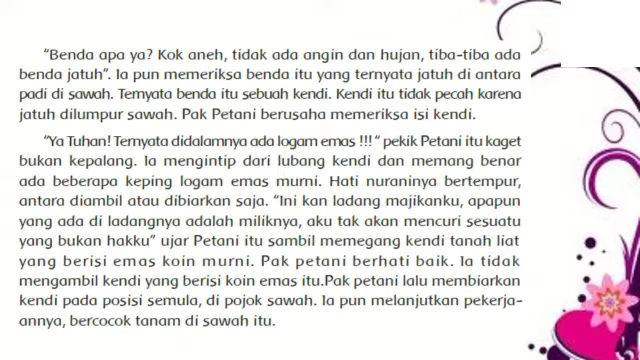 “Benda apa ya? Kok aneh, tidak ada angin dan hujan, tiba-tiba ada
benda jatuh”. Ia pun memeriksa benda itu yang ternyata jatuh di antara
padi di sawah. Ternyata benda itu sebuah kendi. Kendi itu tidak pecah karena
jatuh dilumpur sawah. Pak Petani berusaha memeriksa isi kendi.
“Ya Tuhan! Ternyata didalamnya ada logam emas !!! “ pekik Petani itu kaget
bukan kepalang. Ia mengintip dari lubang kendi dan memang benar
ada beberapa keping logam emas murni. Hati nuraninya bertempur,
antara diambil atau dibiarkan saja. “Ini kan ladang majikanku, apapun
yang ada di ladangnya adalah miliknya, aku tak akan mencuri sesuatu
yang bukan hakku” ujar Petani itu sambil memegang kendi tanah liat
yang berisi emas koin murni. Pak petani berhati baik. Ia tidak
mengambil kendi yang berisi koin emas itu.Pak petani lalu membiarkan
kendi pada posisi semula, di pojok sawah. Ia pun melanjutkan pekerja-
annya, bercocok tanam di sawah itu.